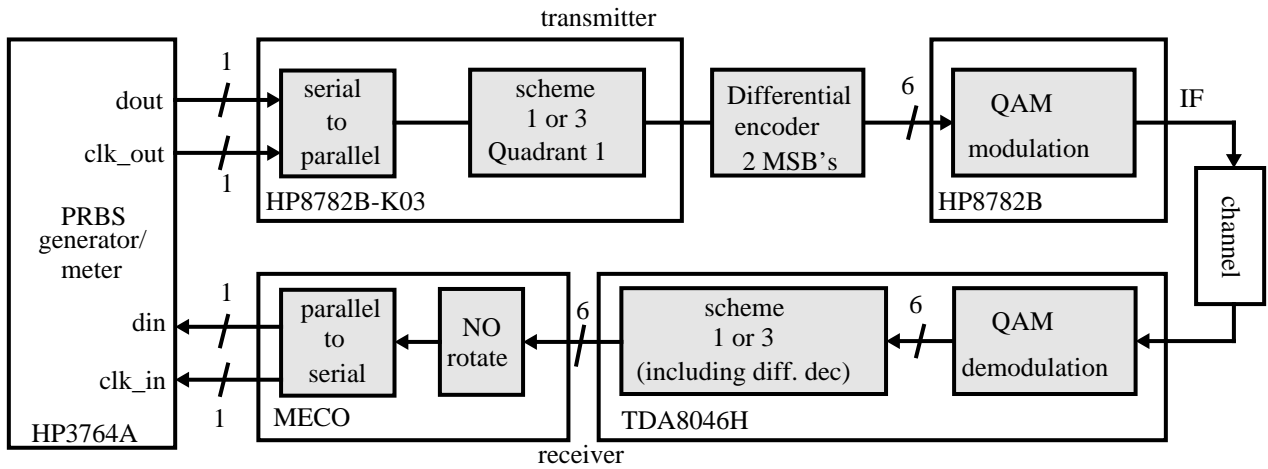 transmitter
dout
clk_out
PRBS
generator/
meter
din
clk_in
HP3764A
1
1
serial
to
parallel
scheme
1 or 3
Quadrant 1
HP8782B-K03
Differential
encoder
2 MSB's
6
QAM
modulation
HP8782B
IF
channel
1
1
parallel
to
serial
NO
rotate
MECO
6
scheme
1 or 3
(including diff. dec)
6
QAM
demodulation
TDA8046H
receiver